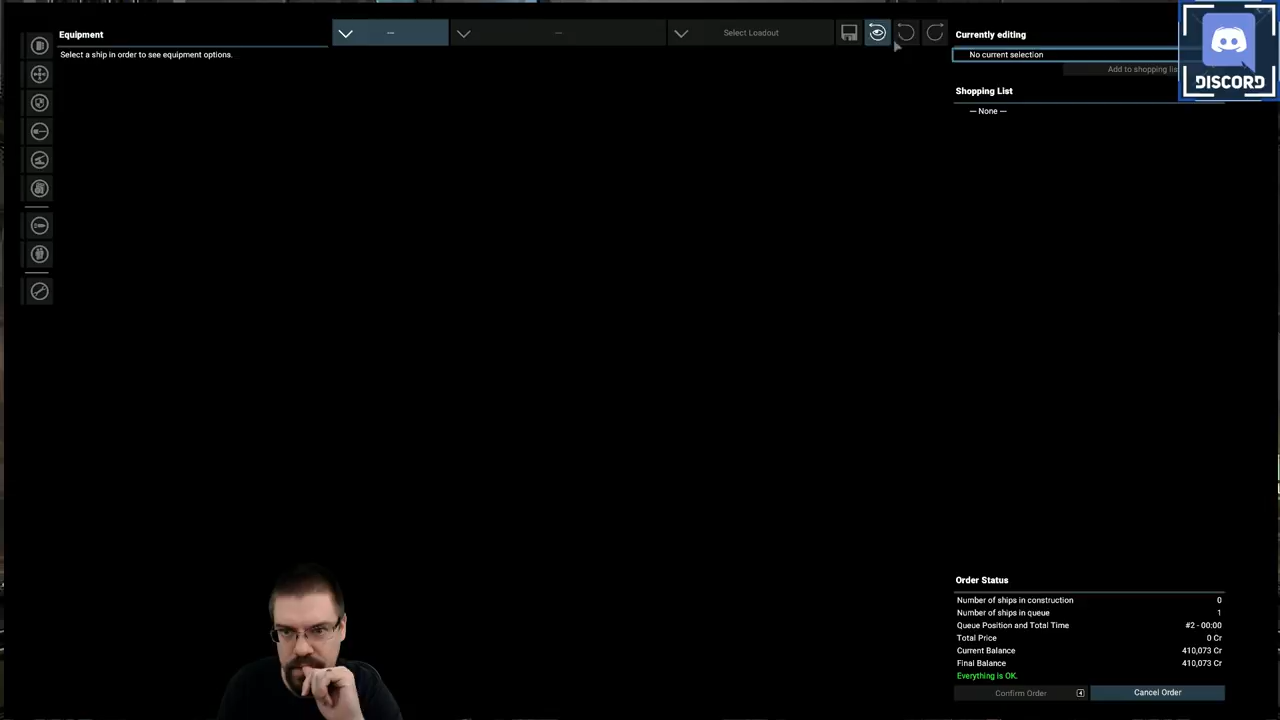 Equipment
Select a ship in order to see equipment options.
---
---
Select Loadout
Currently editing
No current selection
Add to shopping lis
Shopping List
— None —
DISCORD
Order Status
Number of ships in construction 0
Number of ships in queue 1
Queue Position and Total Time #2 - 00:00
Total Price 0 Cr
Current Balance 410,073 Cr
Final Balance 410,073 Cr
Everything is OK.
Confirm Order
Cancel Order